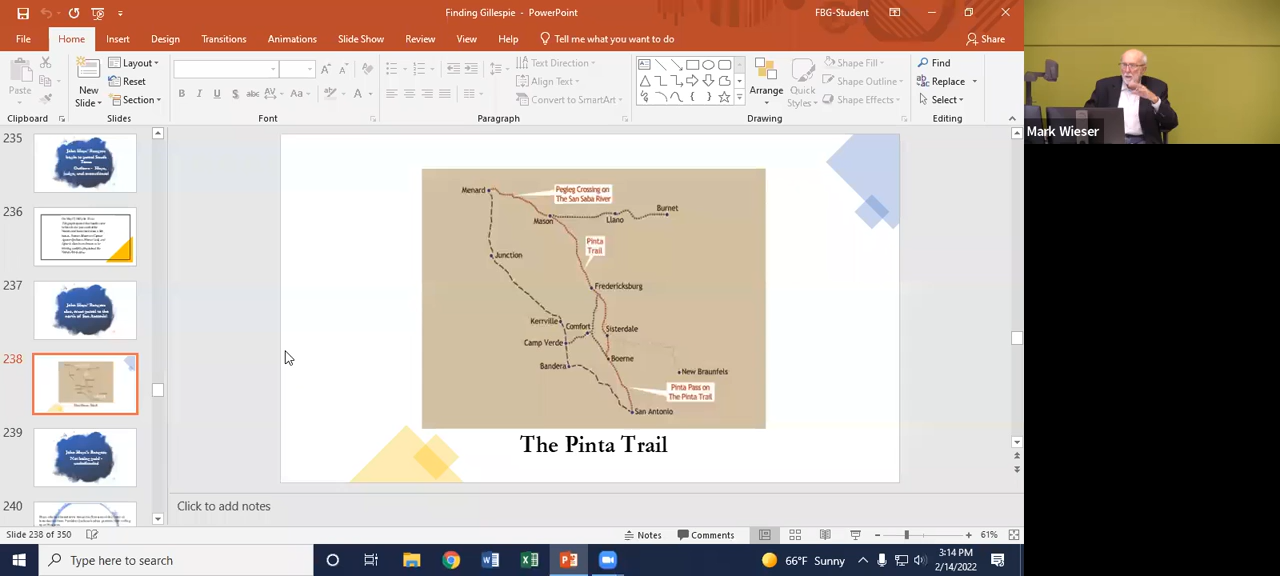 Finding Gillespie - PowerPoint
FBG-Student
File Home Insert Design Transitions Animations Slide Show Review View Help Tell me what you want to do Share
Paste
New Slide
Layout
Reset
Section
Text Direction
Align Text
Convert to SmartArt
Arrange
Quick Styles
Shape Fill
Shape Outline
Shape Effects
Find
Replace
Select
Clipboard Slides Font Paragraph Drawing Editing
Mark Wieser
235
236
237
238
239
240
Menard
Pegleg Crossing on
The San Saba River
Burnet
Mason
Llano
Pinta
Trail
Junction
Fredericksburg
Kerrville
Comfort
Sisterdale
Camp Verde
Boerne
Bandera
New Braunfels
Pinta Pass on
The Pinta Trail
San Antonio
The Pinta Trail
Click to add notes
Slide 238 of 350
Notes
Comments
61%
Type here to search
66°F Sunny
3:14 PM
2/14/2022